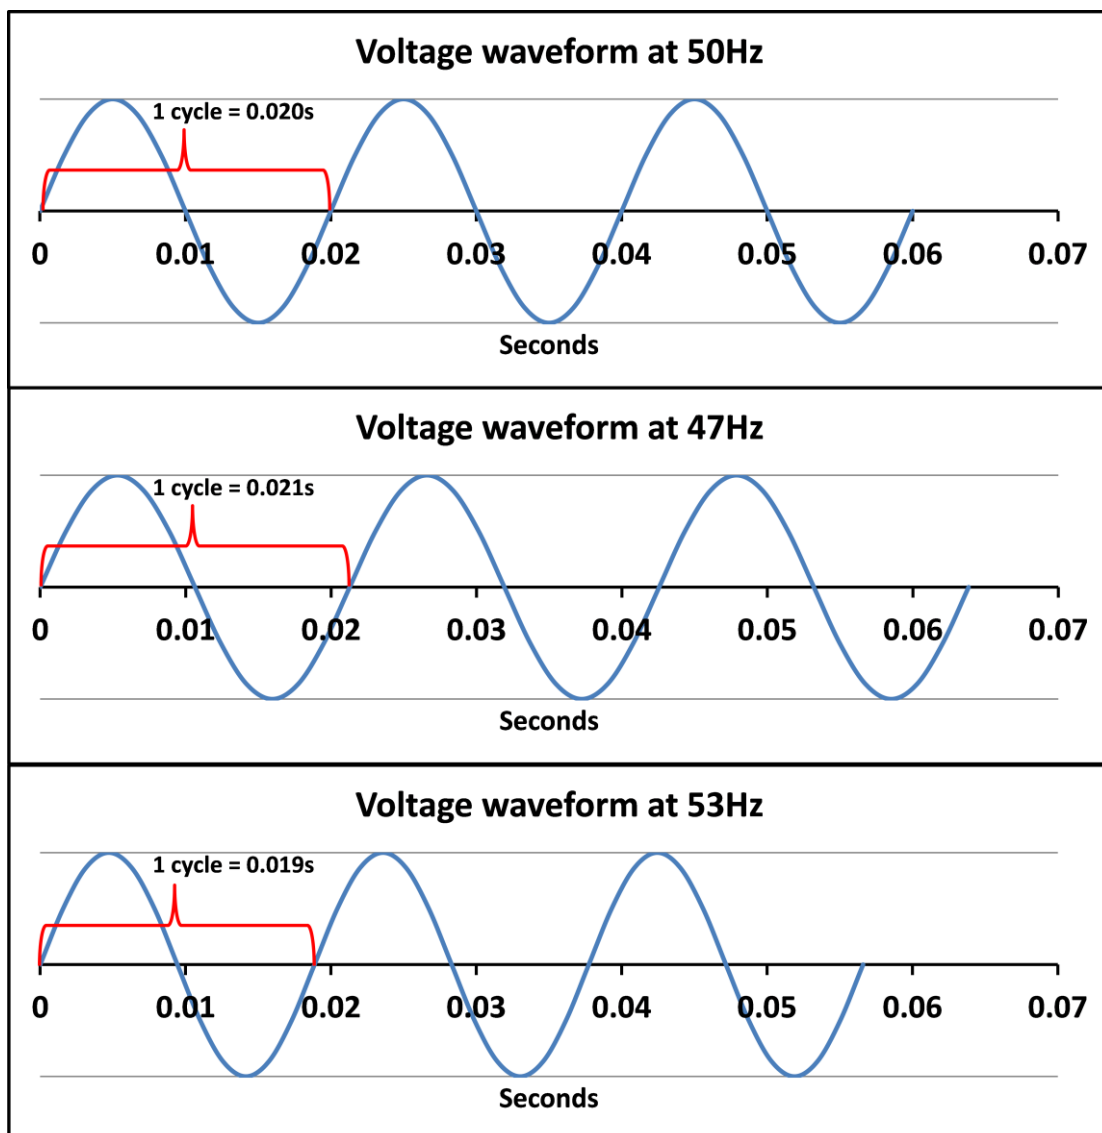 Voltage waveform at 50Hz
1 cycle = 0.020s
0 0.01 0.02 0.03 0.04 0.05 0.06 0.07
Seconds
Voltage waveform at 47Hz
1 cycle = 0.021s
0 0.01 0.02 0.03 0.04 0.05 0.06 0.07
Seconds
Voltage waveform at 53Hz
1 cycle = 0.019s
0 0.01 0.02 0.03 0.04 0.05 0.06 0.07
Seconds